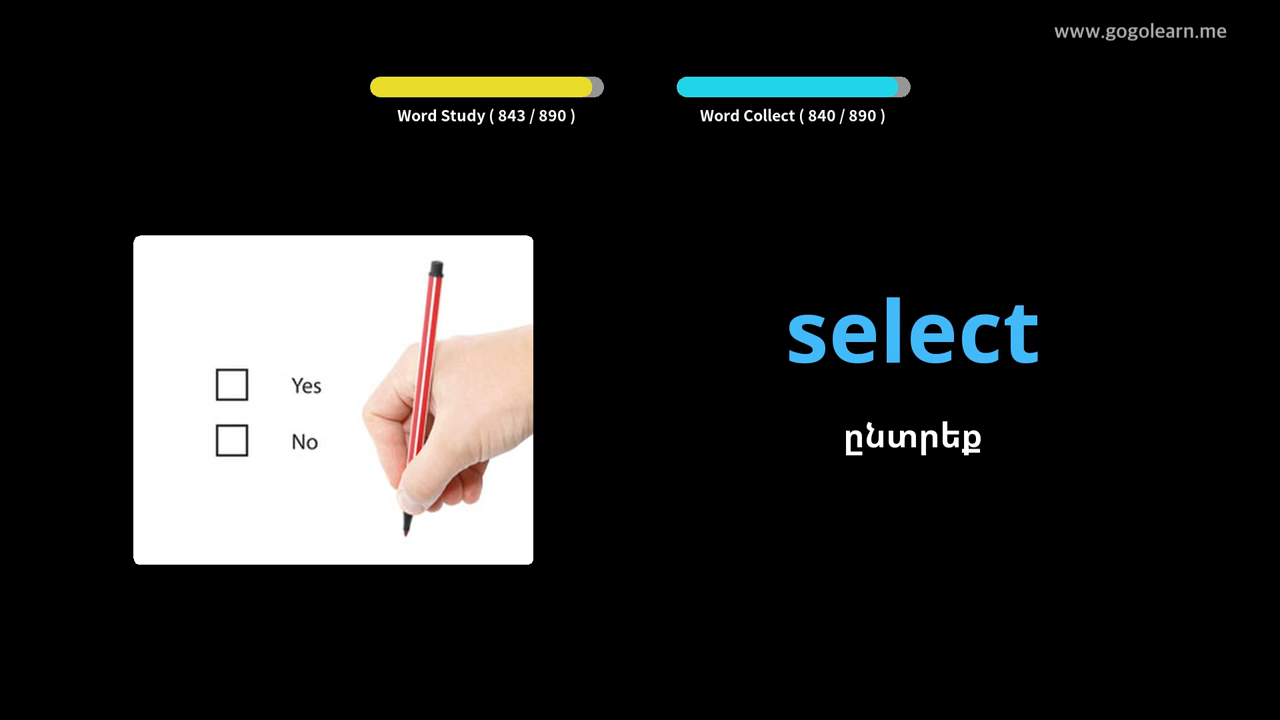 www.gogolearn.me
Word Study ( 843 / 890 )
Word Collect ( 840 / 890 )
Yes
No
select
ընտրեք